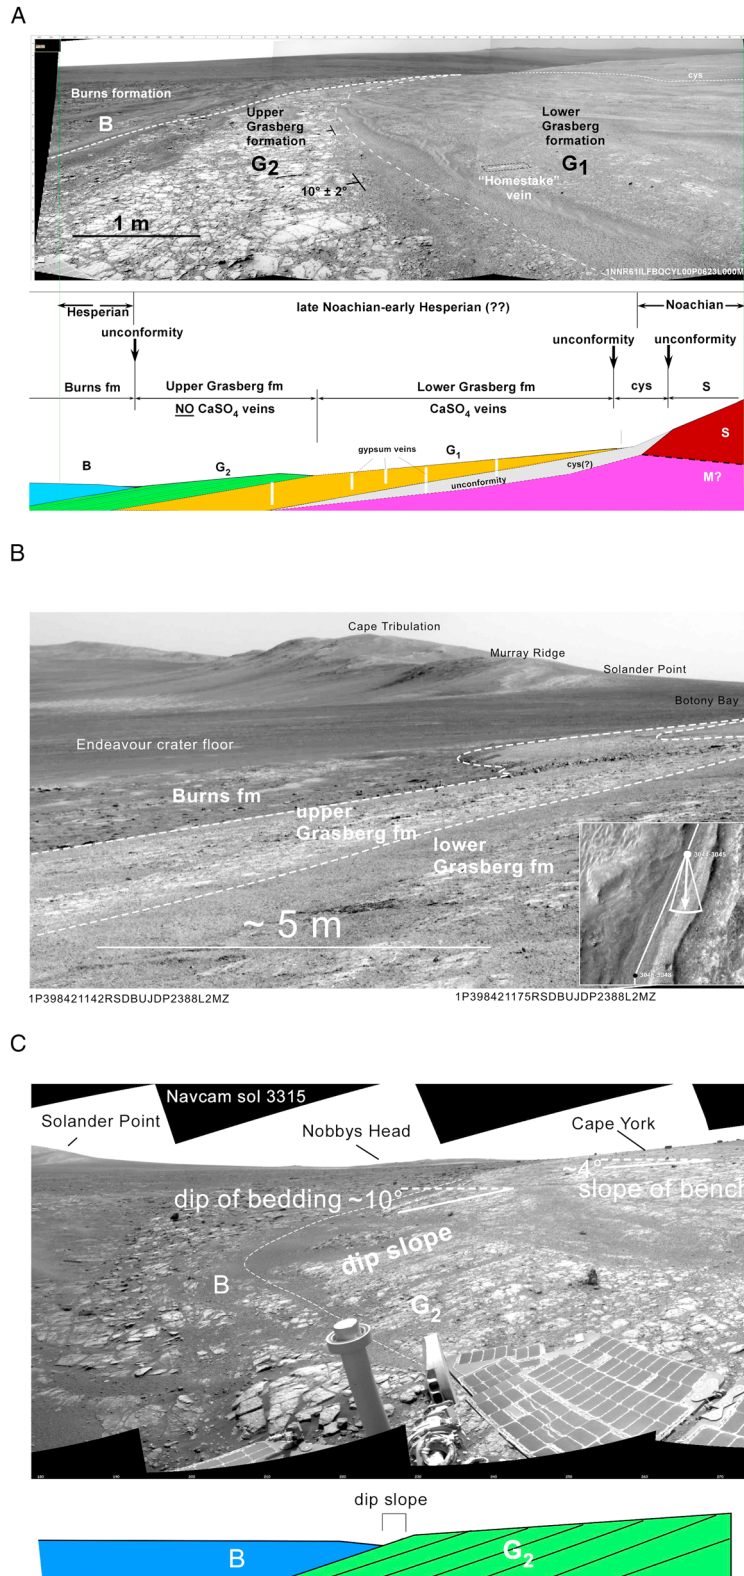 A
Burns formation
B
Upper
Grasberg
formation
G2
Lower
Grasberg
formation
G1
cys
"Homestake"
vein
10° ± 2°
1 m
1NNR61ILFBQCYL00P0623L000M
Hesperian
late Noachian-early Hesperian (??)
Noachian
unconformity
unconformity
unconformity
Burns fm
Upper Grasberg fm
Lower Grasberg fm
cys
S
NO CaSO4 veins
CaSO4 veins
B
G2
gypsum veins
G1
cys(?)
unconformity
S
M?
B
Cape Tribulation
Murray Ridge
Solander Point
Botony Bay
Endeavour crater floor
Burns fm
upper
Grasberg fm
lower
Grasberg fm
~ 5 m
1P398421142RSDBUJDP2388L2MZ
1P398421175RSDBUJDP2388L2MZ
C
Navcam sol 3315
Solander Point
Nobbys Head
Cape York
~4°
slope of bench
dip of bedding ~10°
dip slope
B
G2
dip slope
B
G2